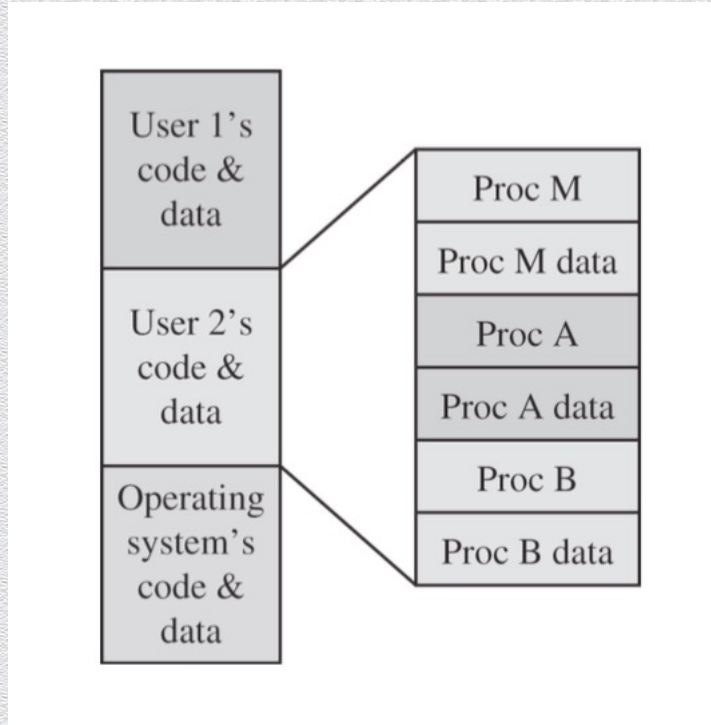 User 1’s
code &
data
User 2’s
code &
data
Operating
system’s
code &
data
Proc M
Proc M data
Proc A
Proc A data
Proc B
Proc B data